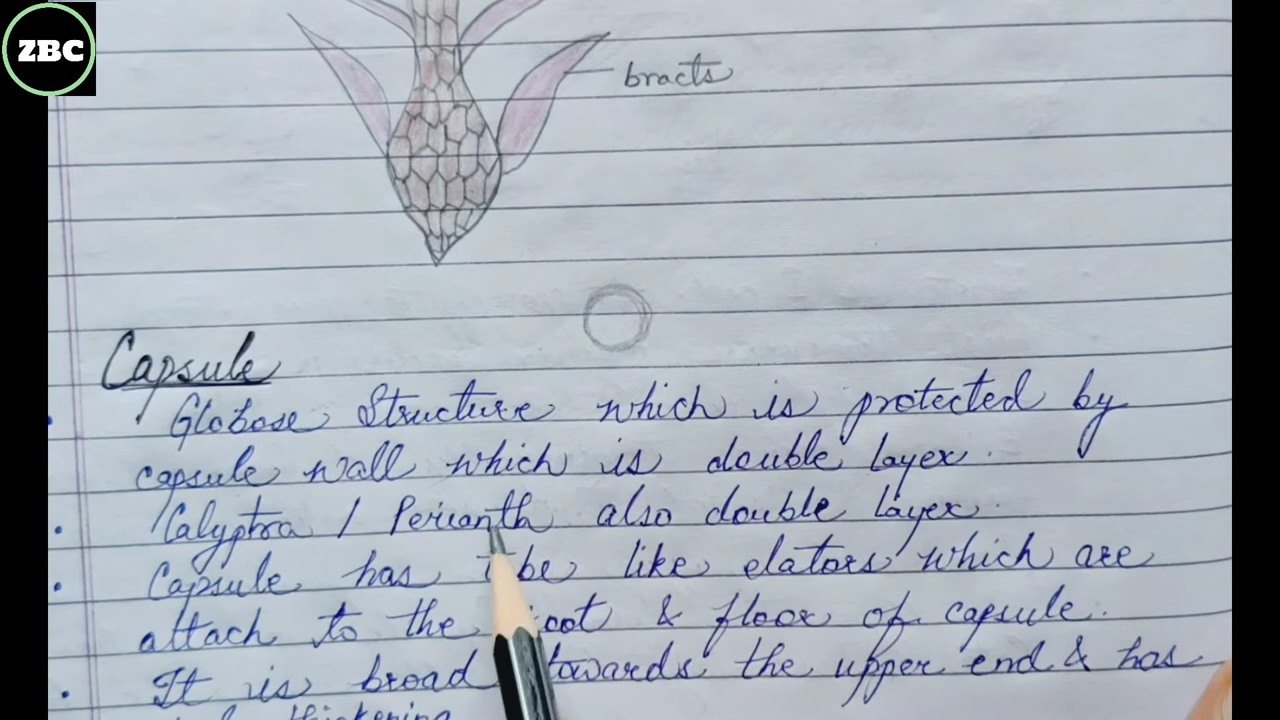 ZBC
bracts
Capsule
Globose Structure which is protected by
capsule wall which is double layer.
Calyptra / Perianth also double layer.
Capsule has be like elators which are
attach to the & floor of capsule.
It is broad towards the upper end & has
thickening